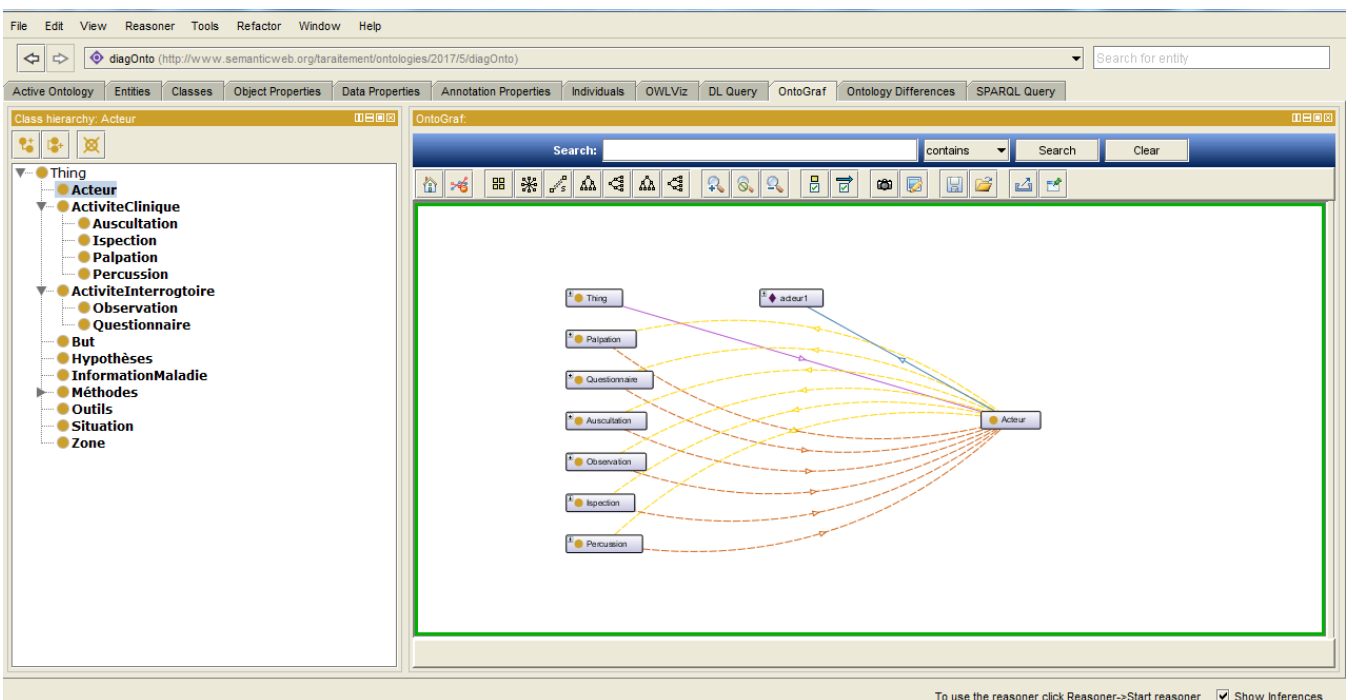 File Edit View Reasoner Tools Refactor Window Help
diagOnto (http://www.semanticweb.org/taraitement/ontologies/2017/5/diagOnto)
Search for entity
Active Ontology Entities Classes Object Properties Data Properties Annotation Properties Individuals OWLViz DL Query OntoGraf Ontology Differences SPARQL Query
Class hierarchy: Acteur
Thing
Acteur
ActiviteClinique
Auscultation
Ispection
Palpation
Percussion
ActiviteInterrogtoire
Observation
Questionnaire
But
Hypothèses
InformationMaladie
Méthodes
Outils
Situation
Zone
OntoGraf:
Search: contains Search Clear
Thing
acteur1
Palpation
Questionnaire
Auscultation
Acteur
Observation
Ispection
Percussion
To use the reasoner click Reasoner->Start reasoner Show Inferences